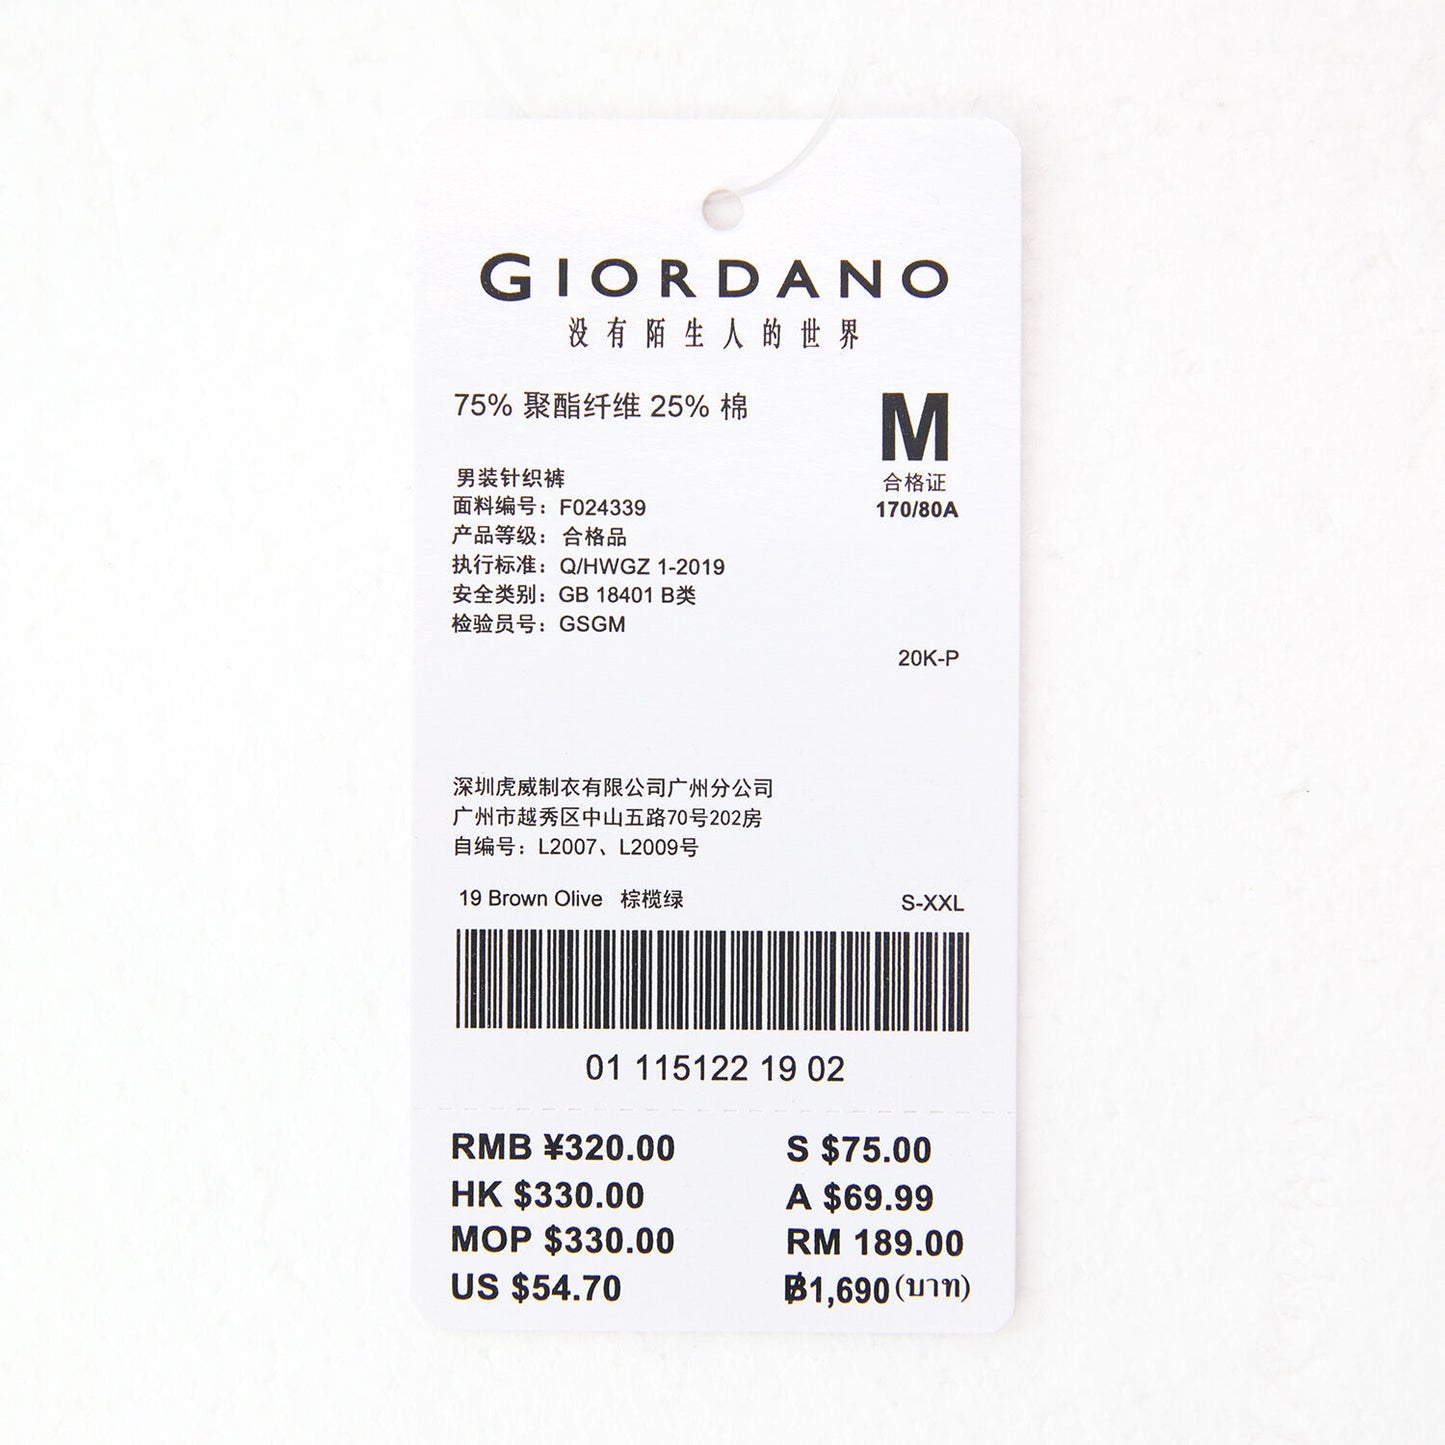 GIORDANO
没有陌生人的世界
75% 聚酯纤维 25% 棉
M
合格证
170/80A
男装针织裤
面料编号：F024339
产品等级：合格品
执行标准：Q/HWGZ 1-2019
安全类别：GB 18401 B类
检验员号：GSGM
20K-P
深圳虎威制衣有限公司广州分公司
广州市越秀区中山五路70号202房
自编号：L2007、L2009号
19 Brown Olive 棕榄绿
S-XXL
01 115122 19 02
RMB ¥320.00
S $75.00
HK $330.00
A $69.99
MOP $330.00
RM 189.00
US $54.70
฿1,690(บาท)